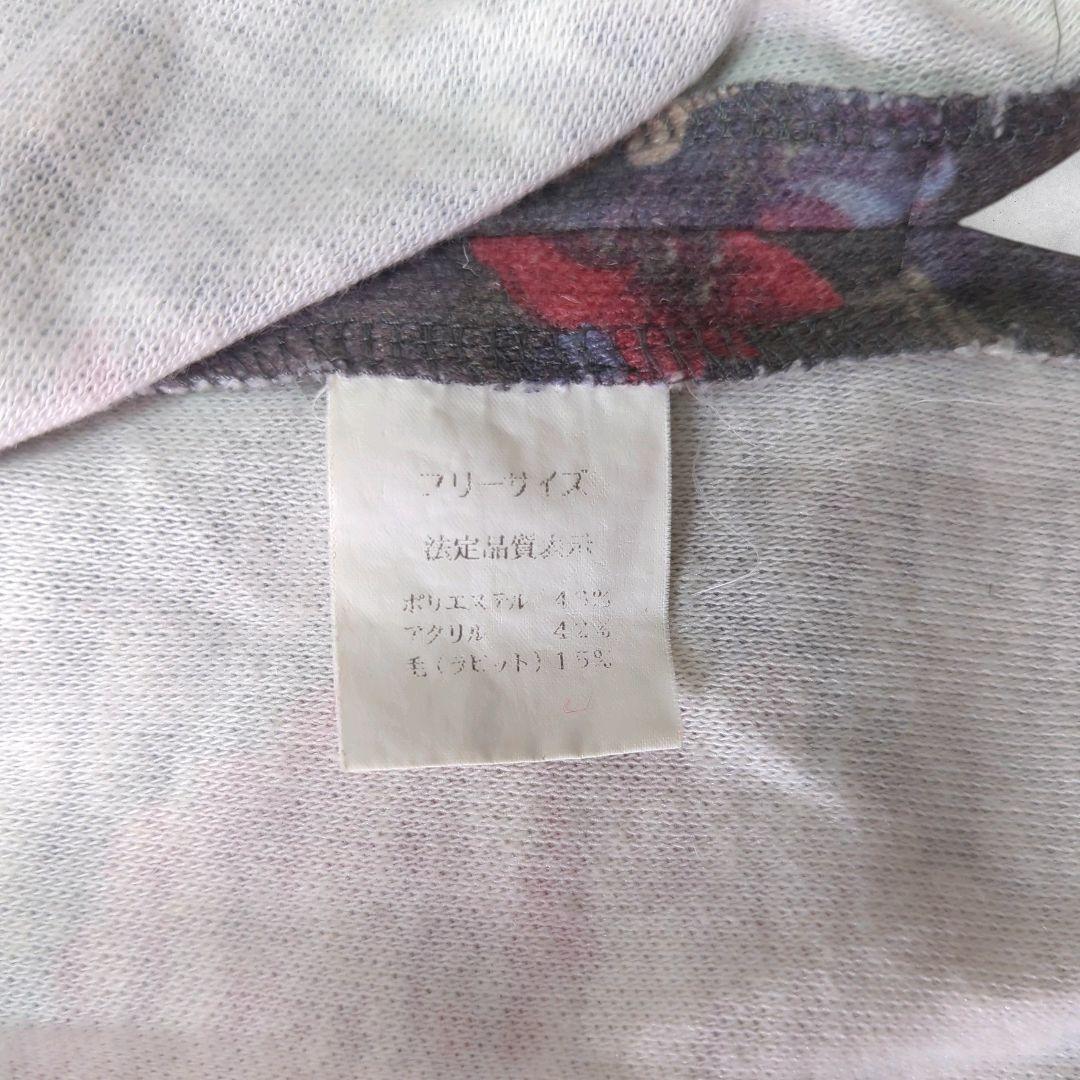 フリーサイズ
法定品質表示
ポリエステル 43%
アクリル 42%
毛(ラビット)15%